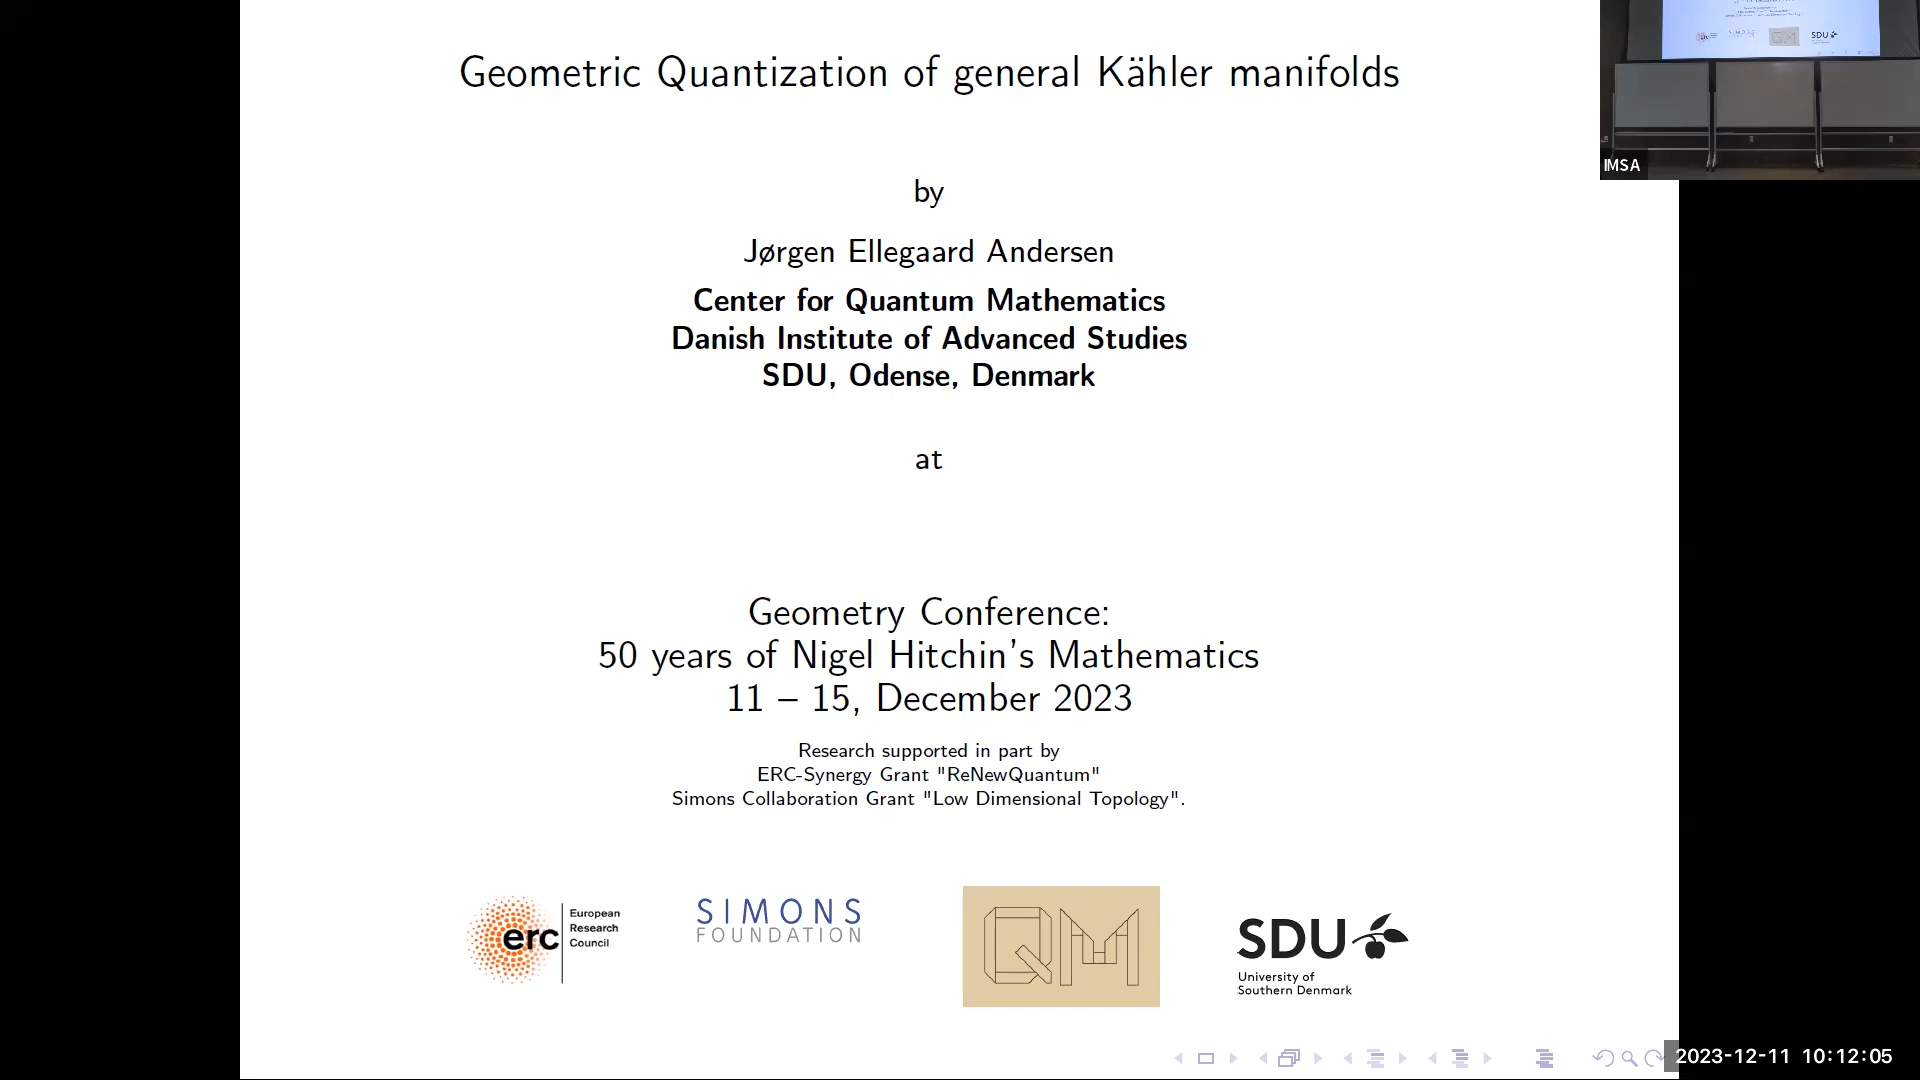 Geometric Quantization of general Kähler manifolds
by
Jørgen Ellegaard Andersen
Center for Quantum Mathematics
Danish Institute of Advanced Studies
SDU, Odense, Denmark
at
Geometry Conference:
50 years of Nigel Hitchin's Mathematics
11 – 15, December 2023
Research supported in part by
ERC-Synergy Grant "ReNewQuantum"
Simons Collaboration Grant "Low Dimensional Topology".
erc
European
Research
Council
SIMONS
FOUNDATION
QM
SDU
University of
Southern Denmark
SIMONS
SDU
IMSA
2023-12-11 10:12:05